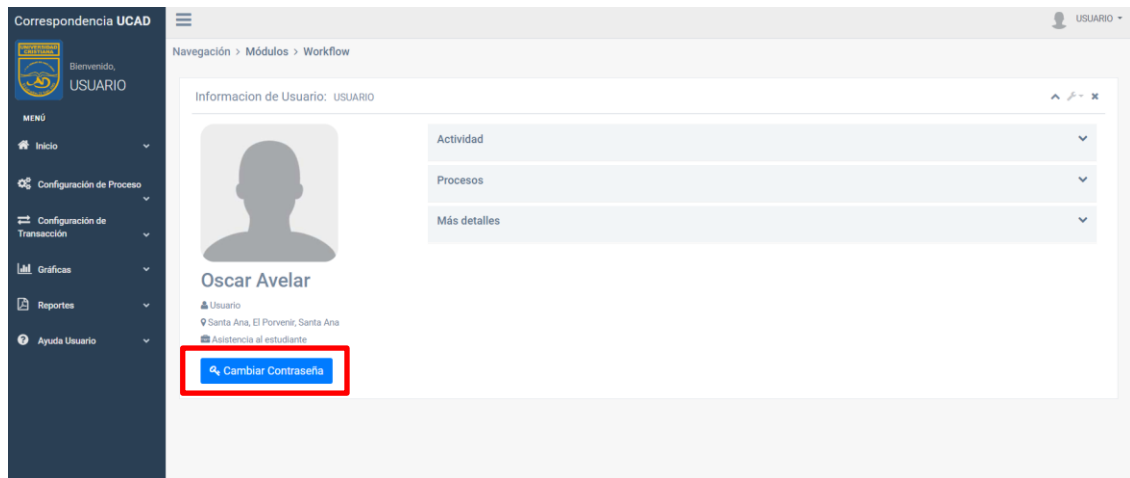 Correspondencia UCAD
USUARIO
UNIVERSIDAD
CRISTIANA
Bienvenido,
USUARIO
MENÚ
Inicio
Configuración de Proceso
Configuración de
Transacción
Gráficas
Reportes
Ayuda Usuario
Navegación > Módulos > Workflow
Informacion de Usuario: USUARIO
Actividad
Procesos
Más detalles
Oscar Avelar
Usuario
Santa Ana, El Porvenir, Santa Ana
Asistencia al estudiante
Cambiar Contraseña